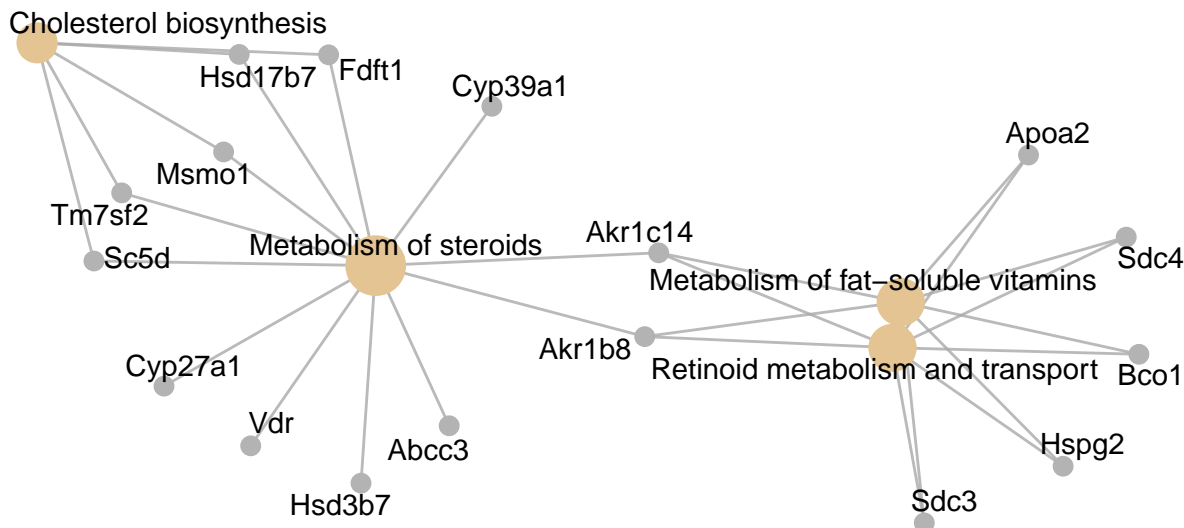 Cholesterol biosynthesis
Hsd17b7
Fdft1
Cyp39a1
Apoa2
Msmo1
Tm7sf2
Akr1c14
Metabolism of steroids
Sc5d
Sdc4
Metabolism of fat−soluble vitamins
Akr1b8
Cyp27a1
Retinoid metabolism and transport
Bco1
Vdr
Abcc3
Hspg2
Hsd3b7
Sdc3